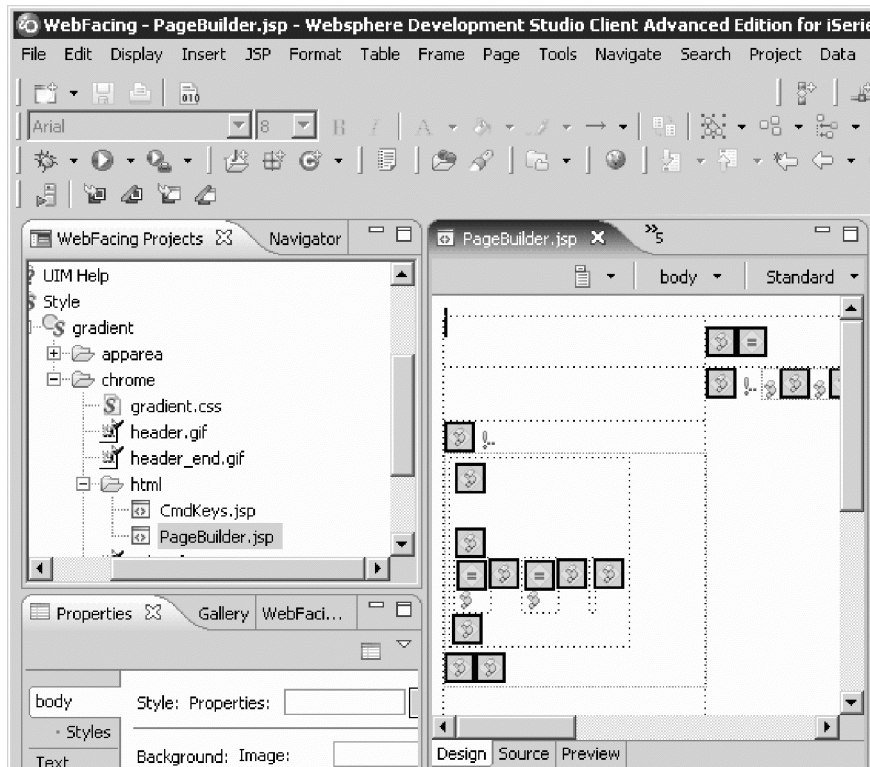 WebFacing - PageBuilder.jsp - Websphere Development Studio Client Advanced Edition for iSerie
File Edit Display Insert JSP Format Table Frame Page Tools Navigate Search Project Data
010
Arial 8 B I A
WebFacing Projects Navigator
UIM Help
Style
gradient
apparea
chrome
gradient.css
header.gif
header_end.gif
html
CmdKeys.jsp
PageBuilder.jsp
PageBuilder.jsp »5
body Standard
Properties Gallery WebFaci...
body
Style: Properties:
Styles
Text
Background: Image:
Design Source Preview